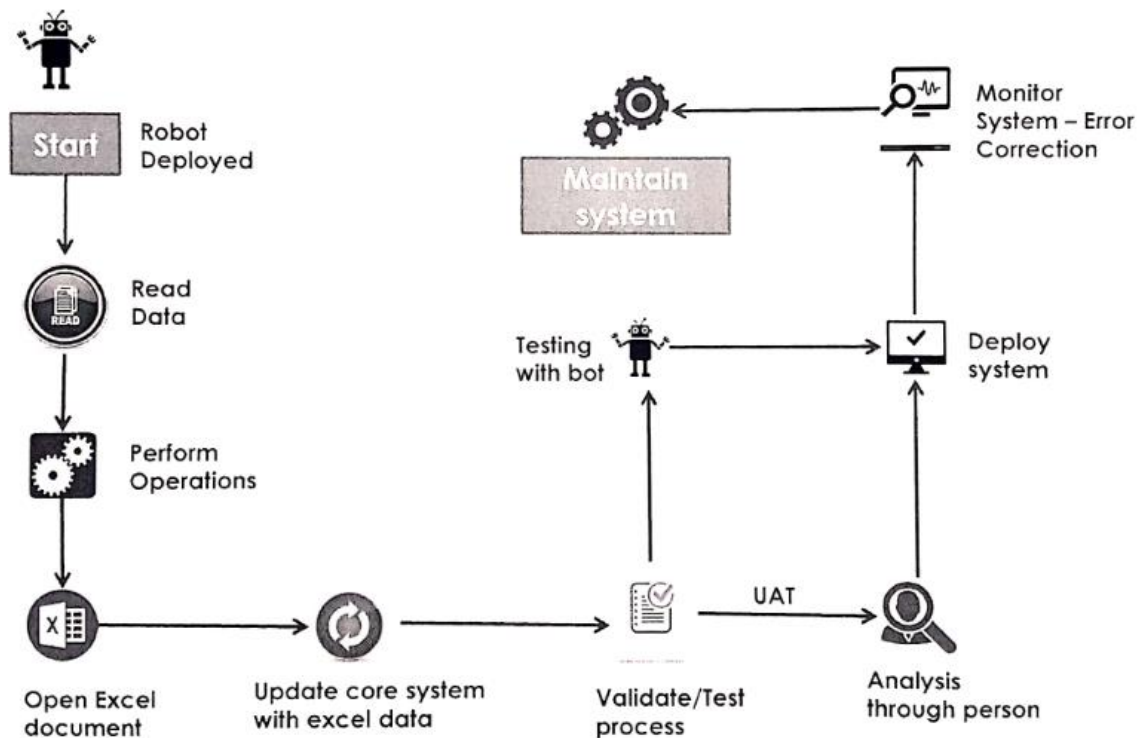 Start
Robot
Deployed
Read
Data
READ
Perform
Operations
X
Open Excel
document
Update core system
with excel data
Validate/Test
process
UAT
Analysis
through person
Testing
with bot
Deploy
system
Monitor
System – Error
Correction
Maintain
system